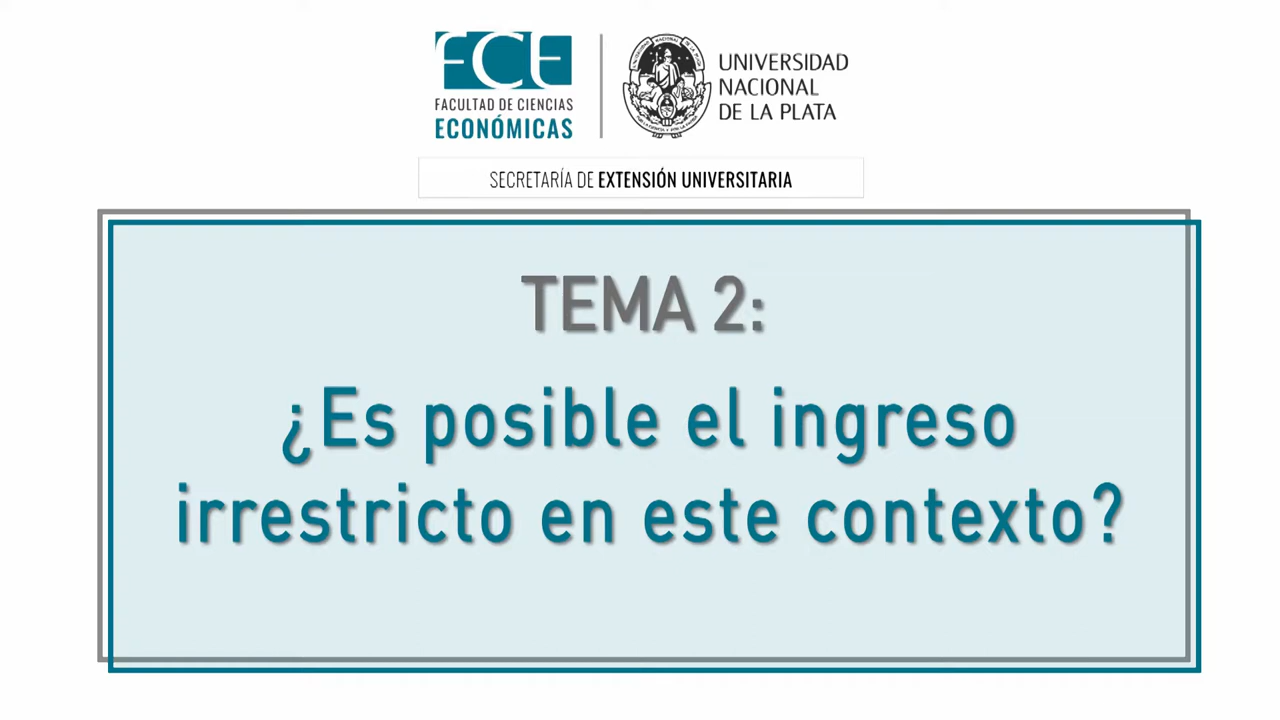 FCE
FACULTAD DE CIENCIAS
ECONÓMICAS
UNIVERSIDAD
NACIONAL
DE LA PLATA
SECRETARÍA DE EXTENSIÓN UNIVERSITARIA
TEMA 2:
¿Es posible el ingreso
irrestricto en este contexto?